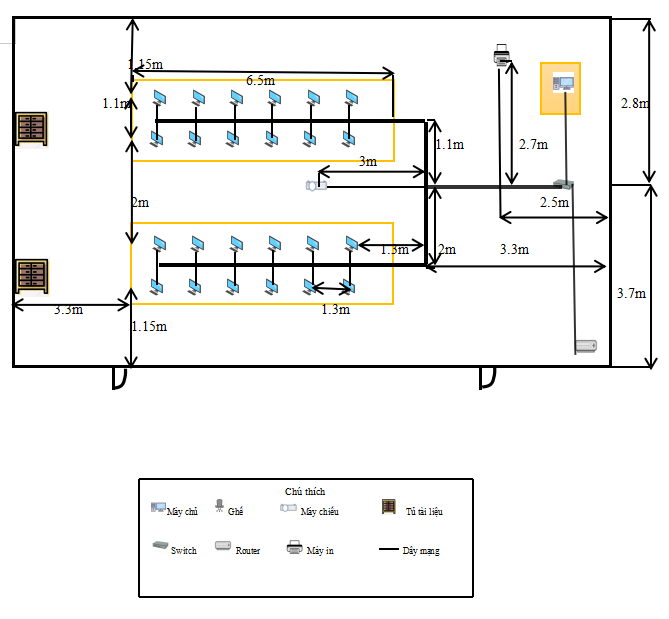 1.15m
6.5m
1.1m
2.8m
1.1m
2.7m
3m
2m
2.5m
1.3m
2m
3.3m
3.7m
3.3m
1.3m
1.15m
Chú thích
Máy chủ
Ghế
Máy chiếu
Tủ tài liệu
Switch
Router
Máy in
Dây mạng